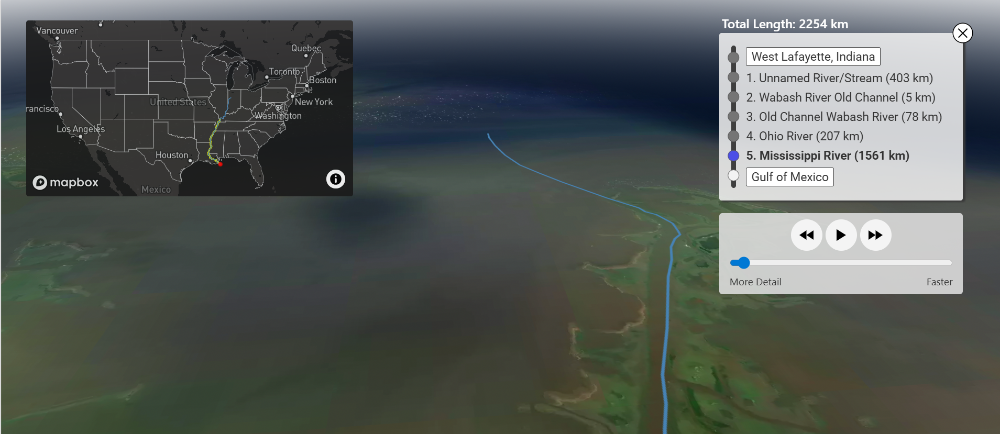 Vancouver
Quebec
Toronto
Boston
United States
New York
rancisco
Washington
Los Angeles
Houston
mapbox
Mexico
Total Length: 2254 km
West Lafayette, Indiana
1. Unnamed River/Stream (403 km)
2. Wabash River Old Channel (5 km)
3. Old Channel Wabash River (78 km)
4. Ohio River (207 km)
5. Mississippi River (1561 km)
Gulf of Mexico
More Detail
Faster